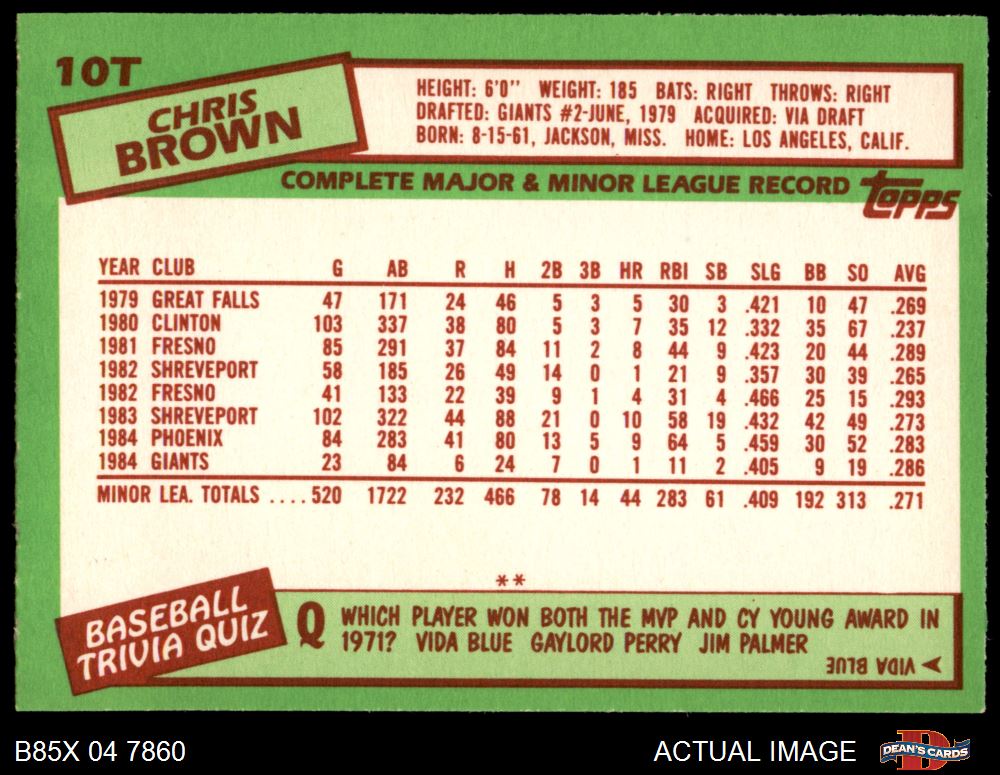 10T
CHRIS
BROWN
HEIGHT: 6'0" WEIGHT: 185 BATS: RIGHT THROWS: RIGHT
DRAFTED: GIANTS #2-JUNE, 1979 ACQUIRED: VIA DRAFT
BORN: 8-15-61, JACKSON, MISS. HOME: LOS ANGELES, CALIF.
COMPLETE MAJOR & MINOR LEAGUE RECORD
topps
YEAR CLUB G AB R H 2B 3B HR RBI SB SLG BB SO AVG
1979 GREAT FALLS 47 171 24 46 5 3 5 30 3 .421 10 47 .269
1980 CLINTON 103 337 38 80 5 3 7 35 12 .332 35 67 .237
1981 FRESNO 85 291 37 84 11 2 8 44 9 .423 20 44 .289
1982 SHREVEPORT 58 185 26 49 14 0 1 21 9 .357 30 39 .265
1982 FRESNO 41 133 22 39 9 1 4 31 4 .466 25 15 .293
1983 SHREVEPORT 102 322 44 88 21 0 10 58 19 .432 42 49 .273
1984 PHOENIX 84 283 41 80 13 5 9 64 5 .459 30 52 .283
1984 GIANTS 23 84 6 24 7 0 1 11 2 .405 9 19 .286
MINOR LEA. TOTALS ....520 1722 232 466 78 14 44 283 61 .409 192 313 .271
**
BASEBALL
TRIVIA QUIZ
Q WHICH PLAYER WON BOTH THE MVP AND CY YOUNG AWARD IN
1971? VIDA BLUE GAYLORD PERRY JIM PALMER
VIDA BLUE
B85X 04 7860
ACTUAL IMAGE
D
DEAN'S CARDS